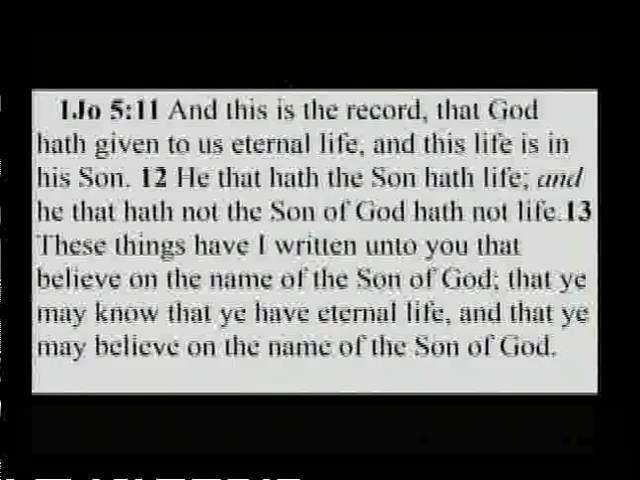 1.Jo 5:11 And this is the record, that God
hath given to us eternal life, and this life is in
his Son. 12 He that hath the Son hath life; and
he that hath not the Son of God hath not life.13
These things have I written unto you that
believe on the name of the Son of God; that ye
may know that ye have eternal life, and that ye
may believe on the name of the Son of God.